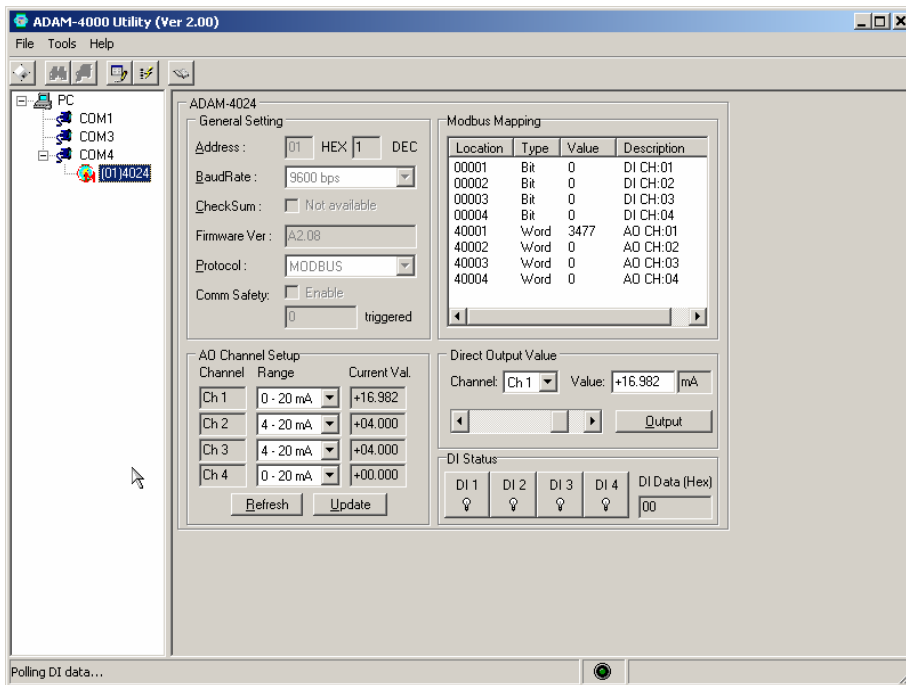 ADAM-4000 Utility (Ver 2.00)
File Tools Help
PC
COM1
COM3
COM4
(01)4024
ADAM-4024
General Setting
Address : 01 HEX 1 DEC
BaudRate : 9600 bps
CheckSum : Not available
Firmware Ver : A2.08
Protocol : MODBUS
Comm Safety: Enable
0 triggered
Modbus Mapping
Location Type Value Description
00001 Bit 0 DI CH:01
00002 Bit 0 DI CH:02
00003 Bit 0 DI CH:03
00004 Bit 0 DI CH:04
40001 Word 3477 AO CH:01
40002 Word 0 AO CH:02
40003 Word 0 AO CH:03
40004 Word 0 AO CH:04
AO Channel Setup
Channel Range Current Val.
Ch 1 0 - 20 mA +16.982
Ch 2 4 - 20 mA +04.000
Ch 3 4 - 20 mA +04.000
Ch 4 0 - 20 mA +00.000
Refresh Update
Direct Output Value
Channel: Ch 1 Value: +16.982 mA
Output
DI Status
DI 1 DI 2 DI 3 DI 4 DI Data (Hex)
00
Polling DI data...